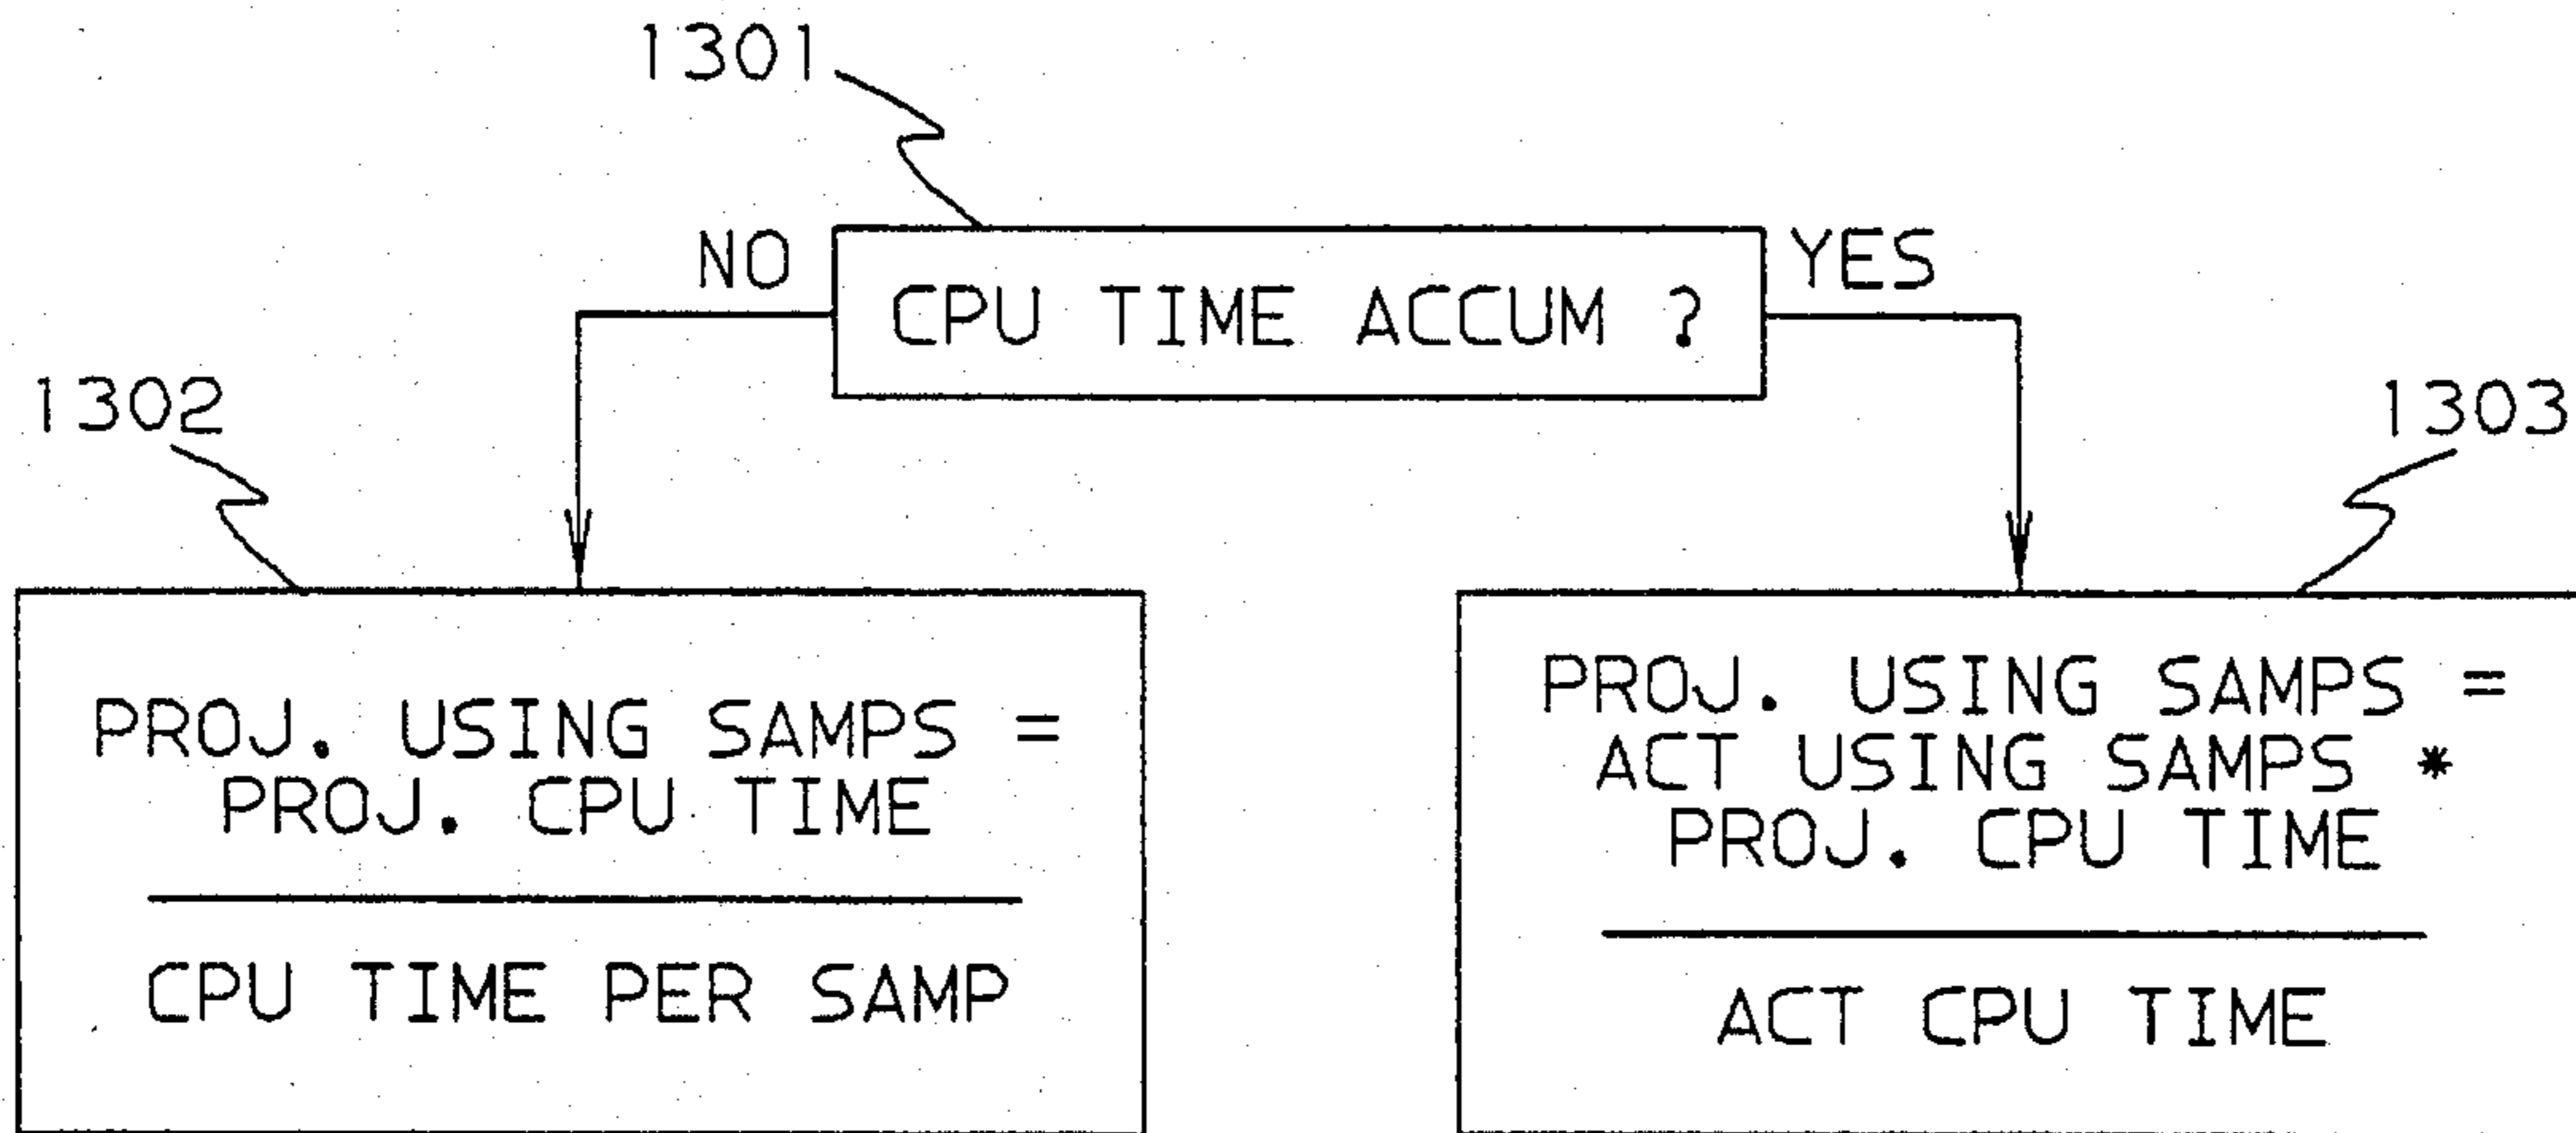 1301
NO
CPU TIME ACCUM ?
YES
1302
1303
PROJ. USING SAMPS =
PROJ. CPU TIME
CPU TIME PER SAMP
PROJ. USING SAMPS =
ACT USING SAMPS *
PROJ. CPU TIME
ACT CPU TIME